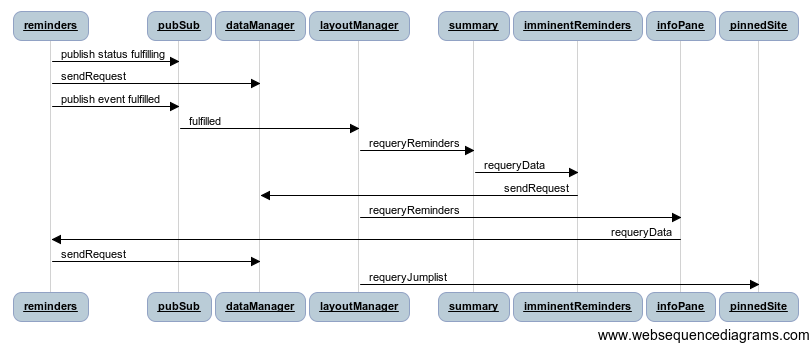 reminders pubSub dataManager layoutManager summary imminentReminders infoPane pinnedSite
publish status fulfilling
sendRequest
publish event fulfilled
fulfilled
requeryReminders
requeryData
sendRequest
requeryReminders
requeryData
sendRequest
requeryJumplist
reminders pubSub dataManager layoutManager summary imminentReminders infoPane pinnedSite
www.websequencediagrams.com